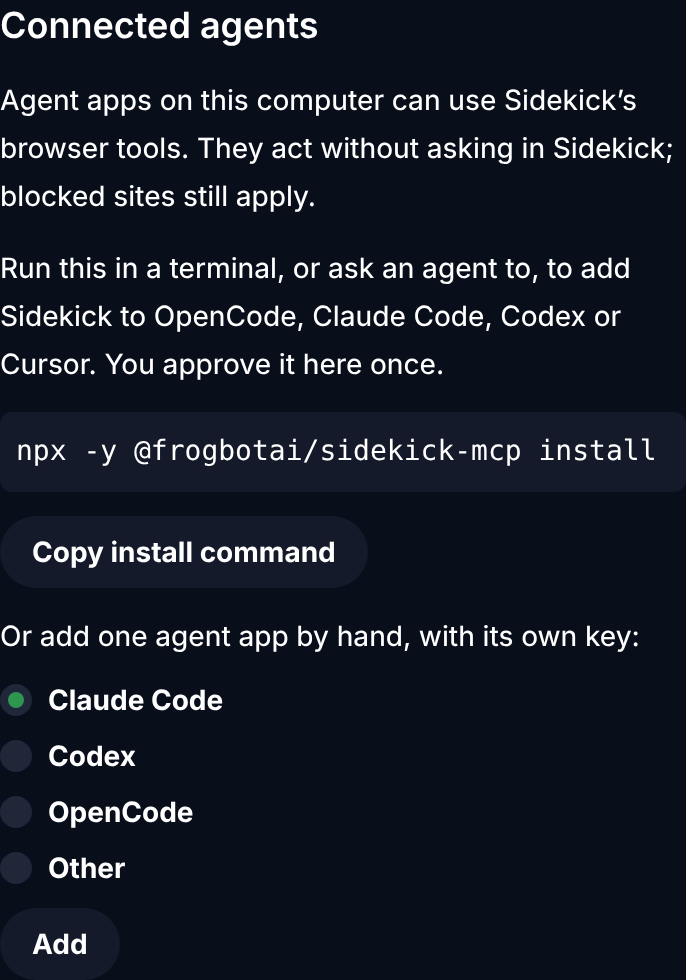 Connected agents
Agent apps on this computer can use Sidekick’s
browser tools. They act without asking in Sidekick;
blocked sites still apply.
Run this in a terminal, or ask an agent to, to add
Sidekick to OpenCode, Claude Code, Codex or
Cursor. You approve it here once.
npx -y @frogbotai/sidekick-mcp install
Copy install command
Or add one agent app by hand, with its own key:
Claude Code
Codex
OpenCode
Other
Add